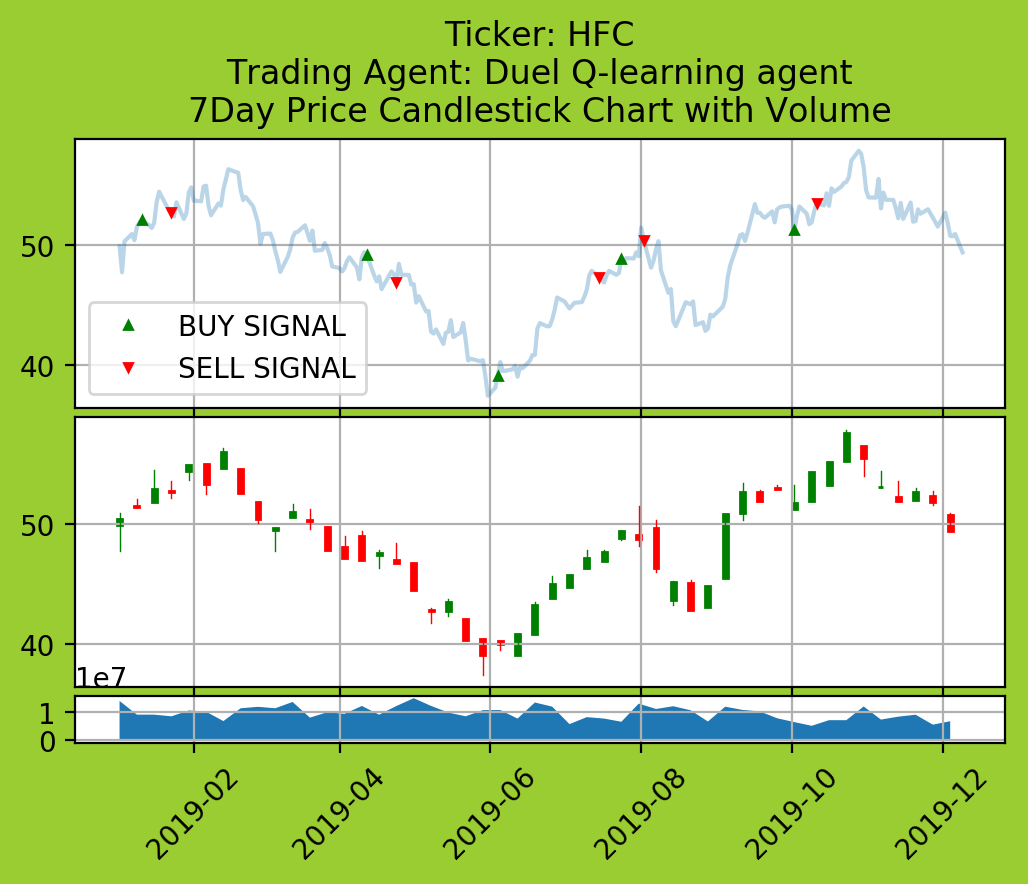 Ticker: HFC
Trading Agent: Duel Q-learning agent
7Day Price Candlestick Chart with Volume
50
40
BUY SIGNAL
SELL SIGNAL
50
40
1e7
1
0
2019-02
2019-04
2019-06
2019-08
2019-10
2019-12